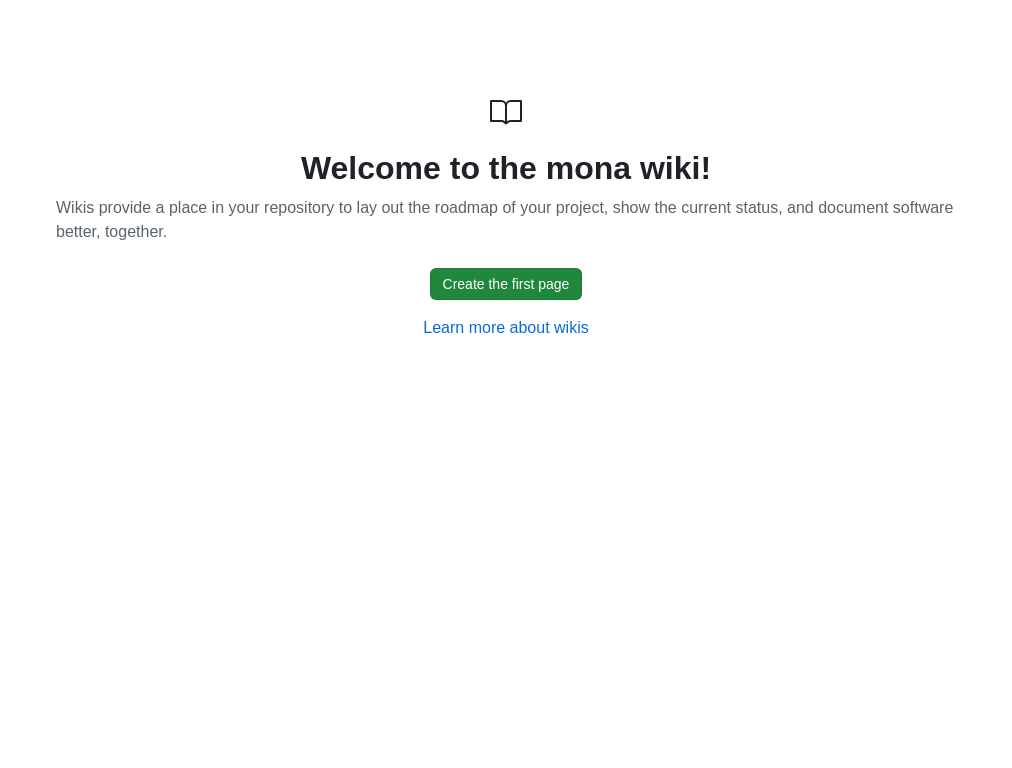 Welcome to the mona wiki!
Wikis provide a place in your repository to lay out the roadmap of your project, show the current status, and document software
better, together.
Create the first page
Learn more about wikis